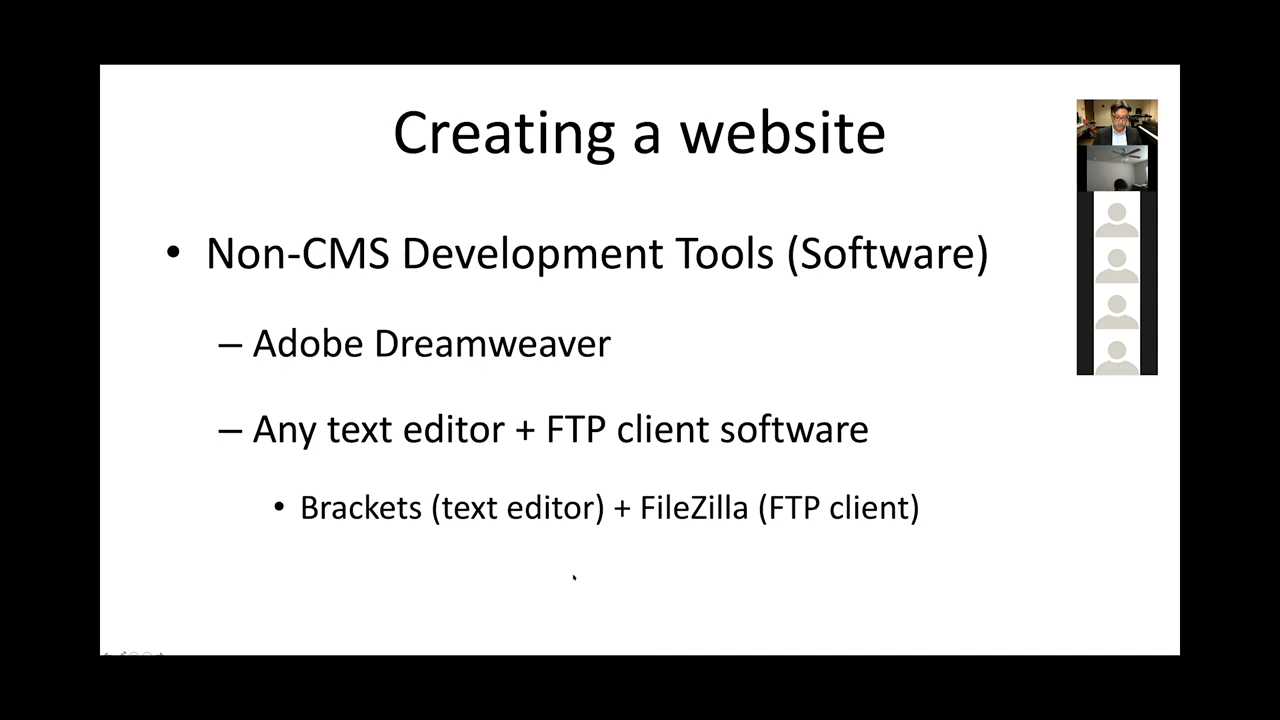 Creating a website
• Non-CMS Development Tools (Software)
– Adobe Dreamweaver
– Any text editor + FTP client software
• Brackets (text editor) + FileZilla (FTP client)